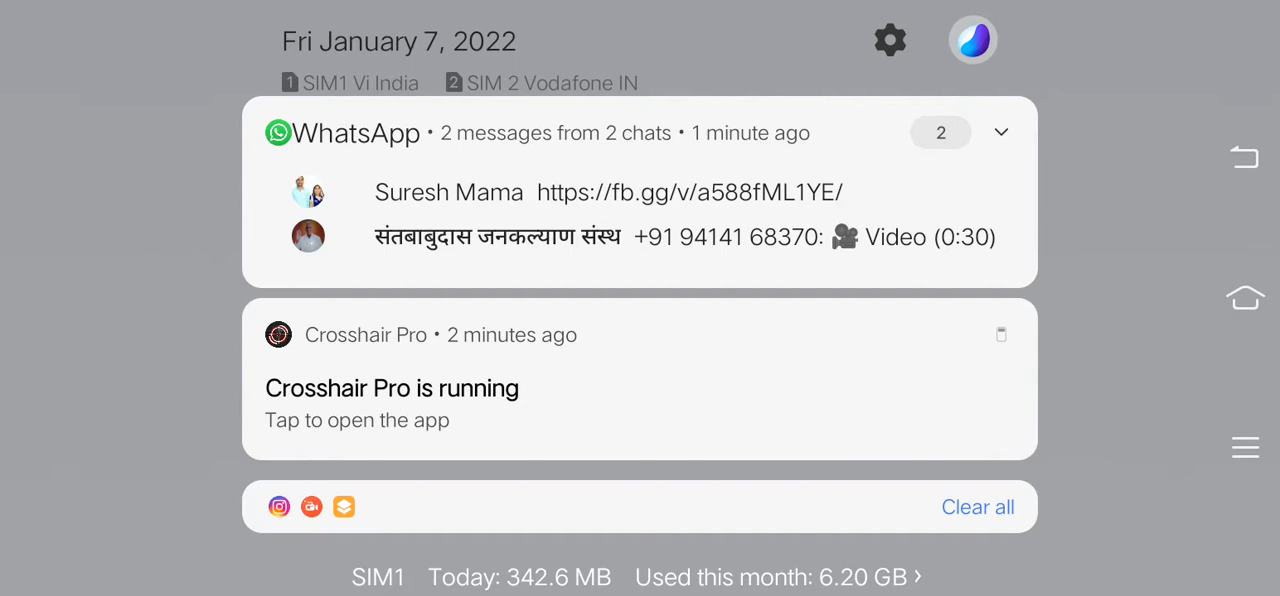 Fri January 7, 2022
1 SIM1 Vi India 2 SIM 2 Vodafone IN
WhatsApp • 2 messages from 2 chats • 1 minute ago 2
Suresh Mama https://fb.gg/v/a588fML1YE/
संतबाबुदास जनकल्याण संस्थ +91 94141 68370: 🎥 Video (0:30)
Crosshair Pro • 2 minutes ago
Crosshair Pro is running
Tap to open the app
Clear all
SIM1 Today: 342.6 MB Used this month: 6.20 GB ›